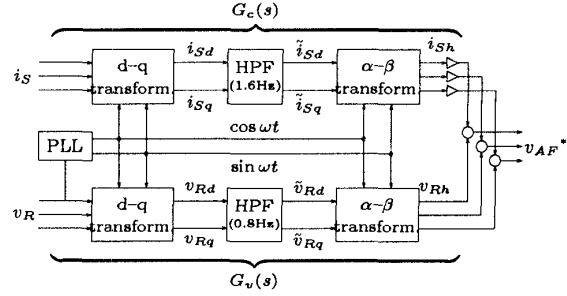 G_c(s)
i_S
d–q transform
i_Sd
i_Sq
HPF (1.6Hz)
ĩ_Sd
ĩ_Sq
α–β transform
i_Sh
PLL
cos ωt
sin ωt
v_AF*
v_R
d–q transform
v_Rd
v_Rq
HPF (0.8Hz)
ṽ_Rd
ṽ_Rq
α–β transform
v_Rh
G_v(s)